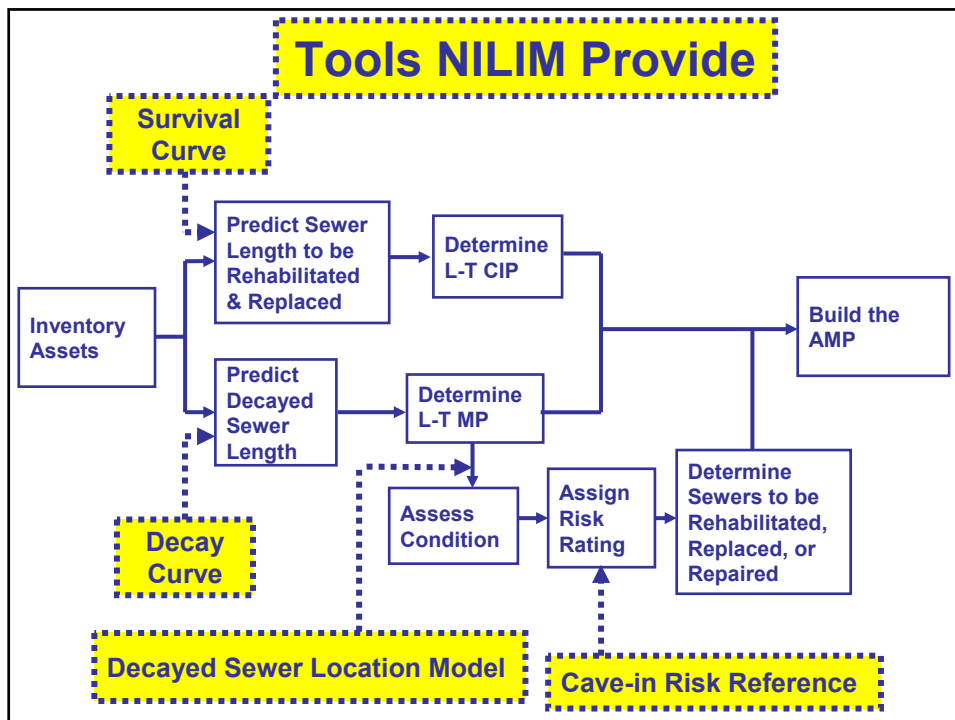 Tools NILIM Provide
Survival
Curve
Predict Sewer
Length to be
Rehabilitated
& Replaced
Determine
L-T CIP
Inventory
Assets
Build the
AMP
Predict
Decayed
Sewer
Length
Determine
L-T MP
Assess
Condition
Assign
Risk
Rating
Determine
Sewers to be
Rehabilitated,
Replaced, or
Repaired
Decay
Curve
Decayed Sewer Location Model
Cave-in Risk Reference